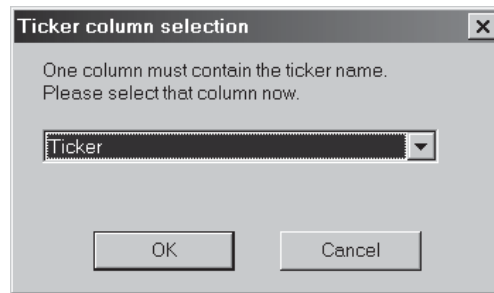 Ticker column selection
One column must contain the ticker name.
Please select that column now.
Ticker
OK Cancel